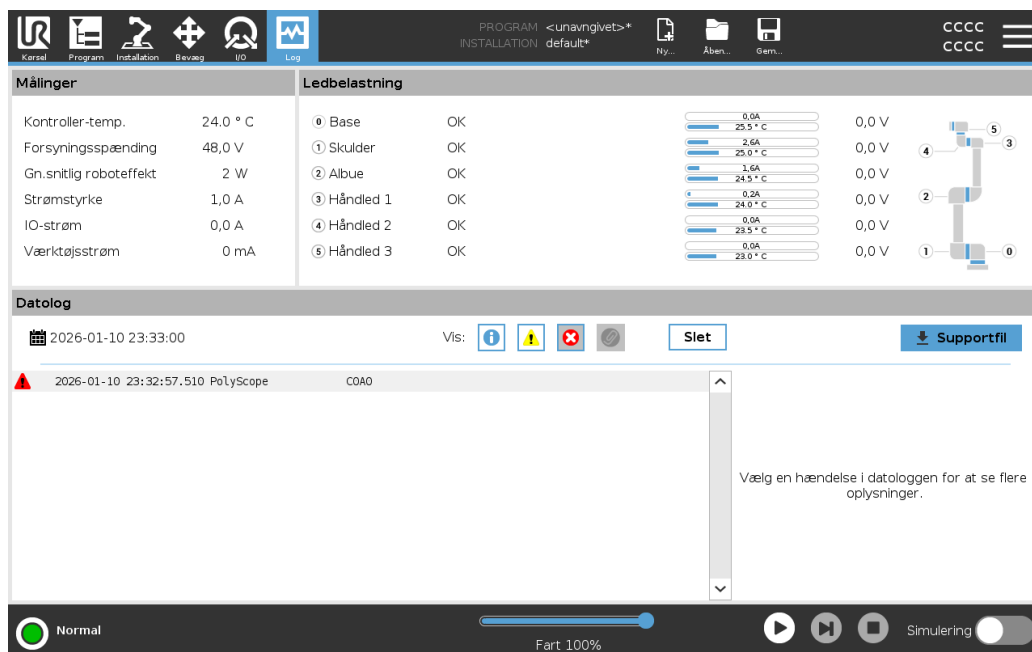 PROGRAM <unavngivet>*
INSTALLATION default*
CCCC
CCCC
Kørsel Program Installation Bevæg I/O Log Ny... Åben... Gem...
Målinger
Kontroller-temp. 24.0 ° C
Forsyningsspænding 48,0 V
Gn.snitlig roboteffekt 2 W
Strømstyrke 1,0 A
IO-strøm 0,0 A
Værktøjsstrøm 0 mA
Ledbelastning
0 Base OK 0,0A 25.5 ° C 0,0 V
1 Skulder OK 2,6A 25.0 ° C 0,0 V
2 Albue OK 1,6A 24.5 ° C 0,0 V
3 Håndled 1 OK 0,2A 24.0 ° C 0,0 V
4 Håndled 2 OK 0,0A 23.5 ° C 0,0 V
5 Håndled 3 OK 0,0A 23.0 ° C 0,0 V
5
3
4
2
1 0
Datolog
2026-01-10 23:33:00 Vis: Slet Supportfil
2026-01-10 23:32:57.510 PolyScope C0A0
Vælg en hændelse i datologgen for at se flere
oplysninger.
Normal
Fart 100%
Simulering